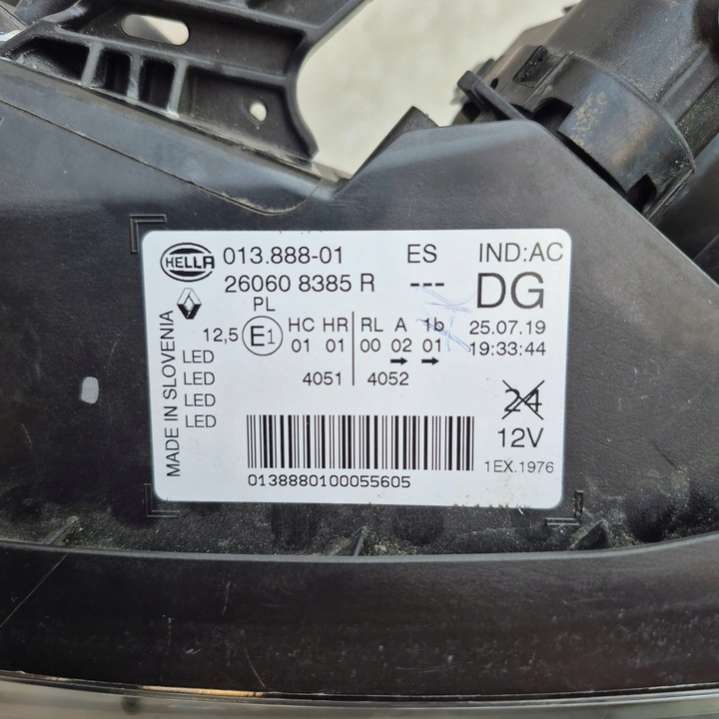 HELLA 013.888-01 ES IND:AC
26060 8385 R --- DG
PL
12,5 E1 HC HR RL A 1b 25.07.19
01 01 00 02 01 19:33:44
LED
LED
LED
LED
→ →
4051 4052
24
12V
MADE IN SLOVENIA
1EX.1976
0138880100055605